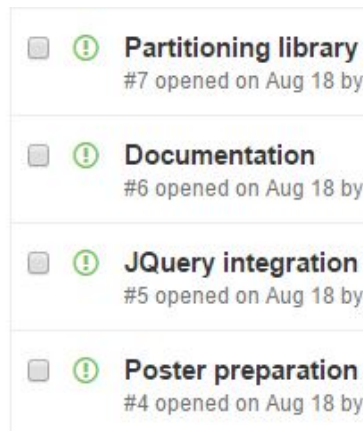 Partitioning library
#7 opened on Aug 18 by
Documentation
#6 opened on Aug 18 by
JQuery integration
#5 opened on Aug 18 by
Poster preparation
#4 opened on Aug 18 by